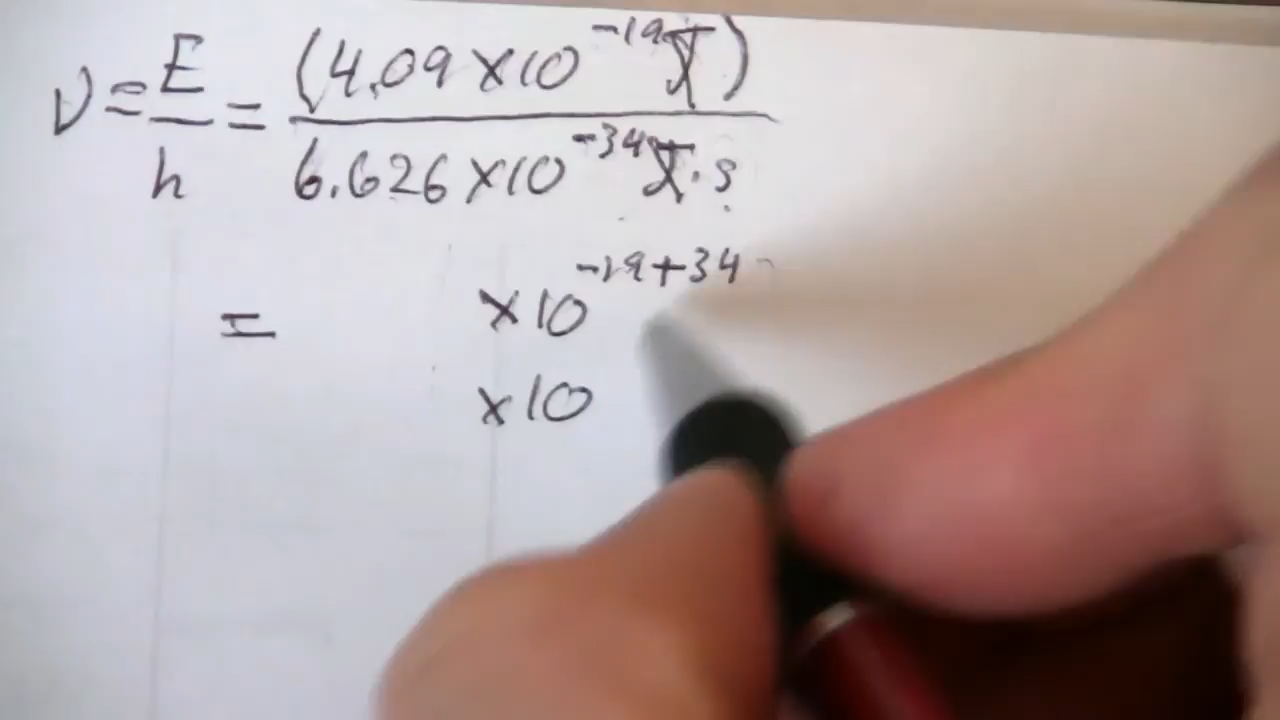 ν = E/h = (4.09 × 10^-19 J) / 6.626 × 10^-34 J·s
= × 10^-19+34
× 10